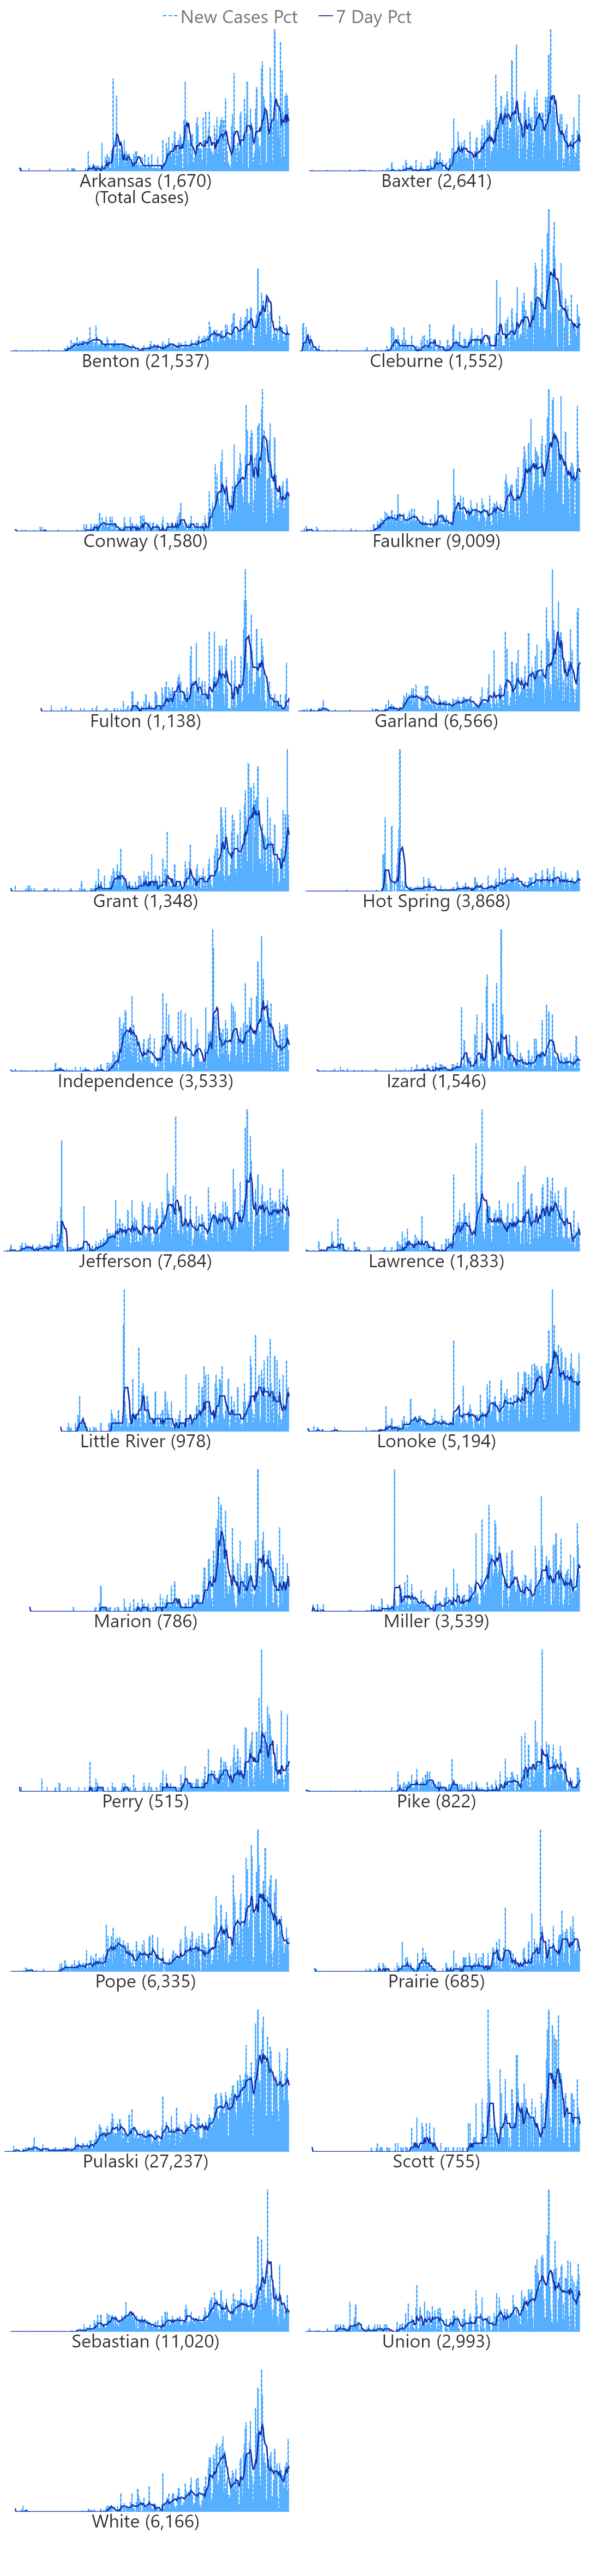 New Cases Pct 7 Day Pct
Arkansas (1,670) Baxter (2,641)
(Total Cases)
Benton (21,537) Cleburne (1,552)
Conway (1,580) Faulkner (9,009)
Fulton (1,138) Garland (6,566)
Grant (1,348) Hot Spring (3,868)
Independence (3,533) Izard (1,546)
Jefferson (7,684) Lawrence (1,833)
Little River (978) Lonoke (5,194)
Marion (786) Miller (3,539)
Perry (515) Pike (822)
Pope (6,335) Prairie (685)
Pulaski (27,237) Scott (755)
Sebastian (11,020) Union (2,993)
White (6,166)